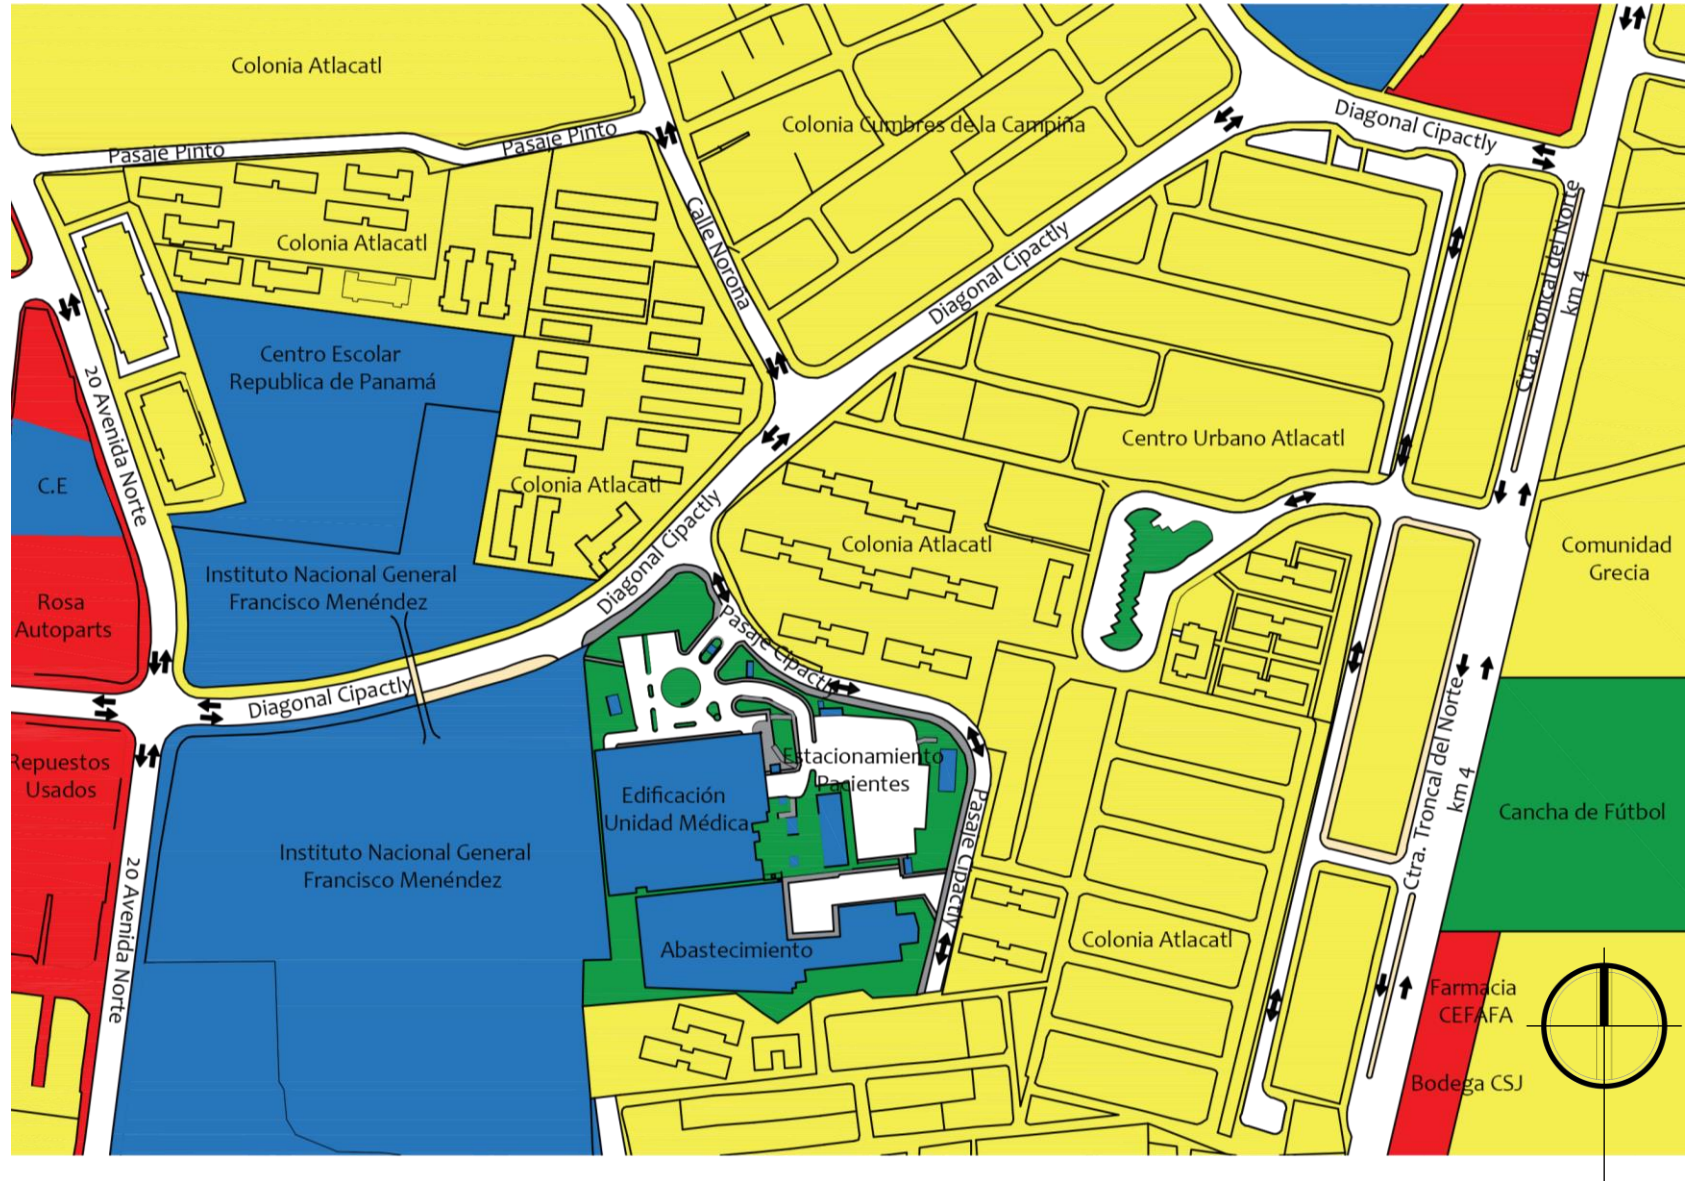 Colonia Atlacatl
Colonia Cumbres de la Campiña
Diagonal Cipactly
Pasaje Pinto
Pasaje Pinto
Calle Norona
Colonia Atlacatl
Diagonal Cipactly
Ctra. Troncal del Norte
km 4
Centro Escolar
Republica de Panamá
20 Avenida Norte
Centro Urbano Atlacatl
C.E
Colonia Atlacatl
Diagonal Cipactly
Colonia Atlacatl
Comunidad
Grecia
Instituto Nacional General
Francisco Menéndez
Rosa
Autoparts
Pasaje Cipactly
Diagonal Cipactly
Repuestos
Usados
Estacionamiento
Pacientes
Edificación
Unidad Médica
Pasaje Cipactly
Ctra. Troncal del Norte
km 4
Cancha de Fútbol
Instituto Nacional General
Francisco Menéndez
20 Avenida Norte
Abastecimiento
Colonia Atlacatl
Farmacia
CEFAFA
Bodega CSJ